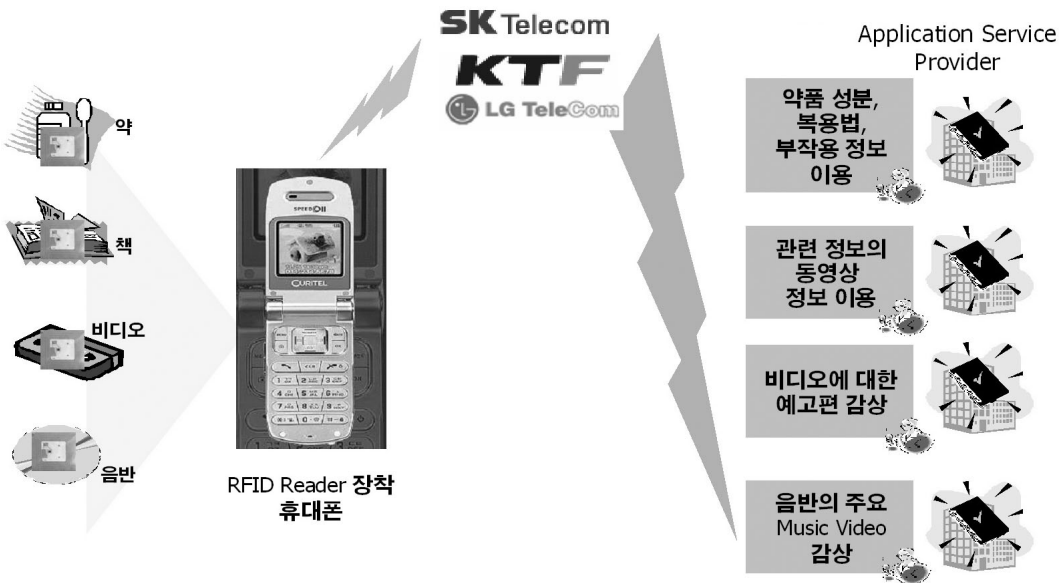 SK Telecom
KTF
LG TeleCom
Application Service
Provider
약
책
비디오
음반
SPEED 011
CURITEL
RFID Reader 장착
휴대폰
약품 성분,
복용법,
부작용 정보
이용
관련 정보의
동영상
정보 이용
비디오에 대한
예고편 감상
음반의 주요
Music Video
감상